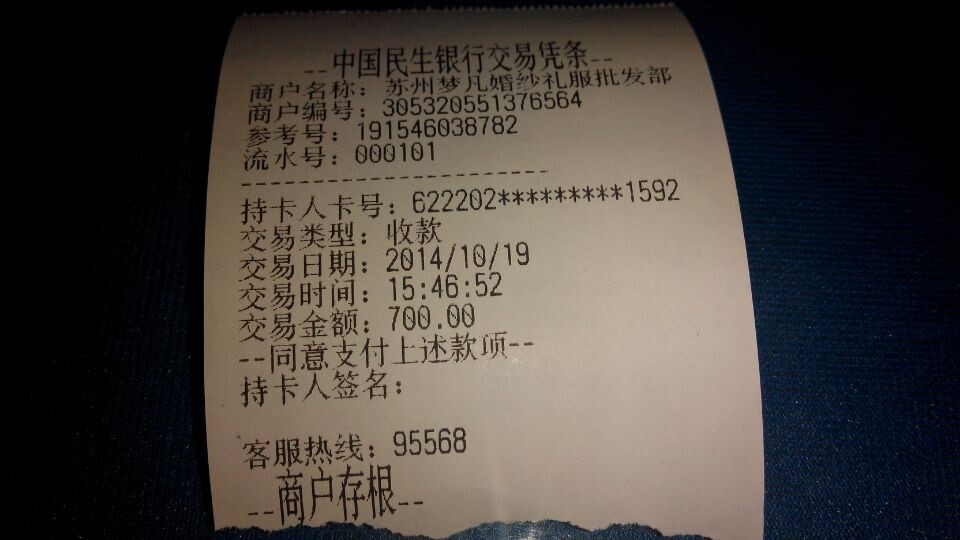 --中国民生银行交易凭条--
商户名称：苏州梦凡婚纱礼服批发部
商户编号：305320551376564
参考号：191546038782
流水号：000101
----------------------
持卡人卡号：622202*********1592
交易类型：收款
交易日期：2014/10/19
交易时间：15:46:52
交易金额：700.00
--同意支付上述款项--
持卡人签名：
客服热线：95568
--商户存根--